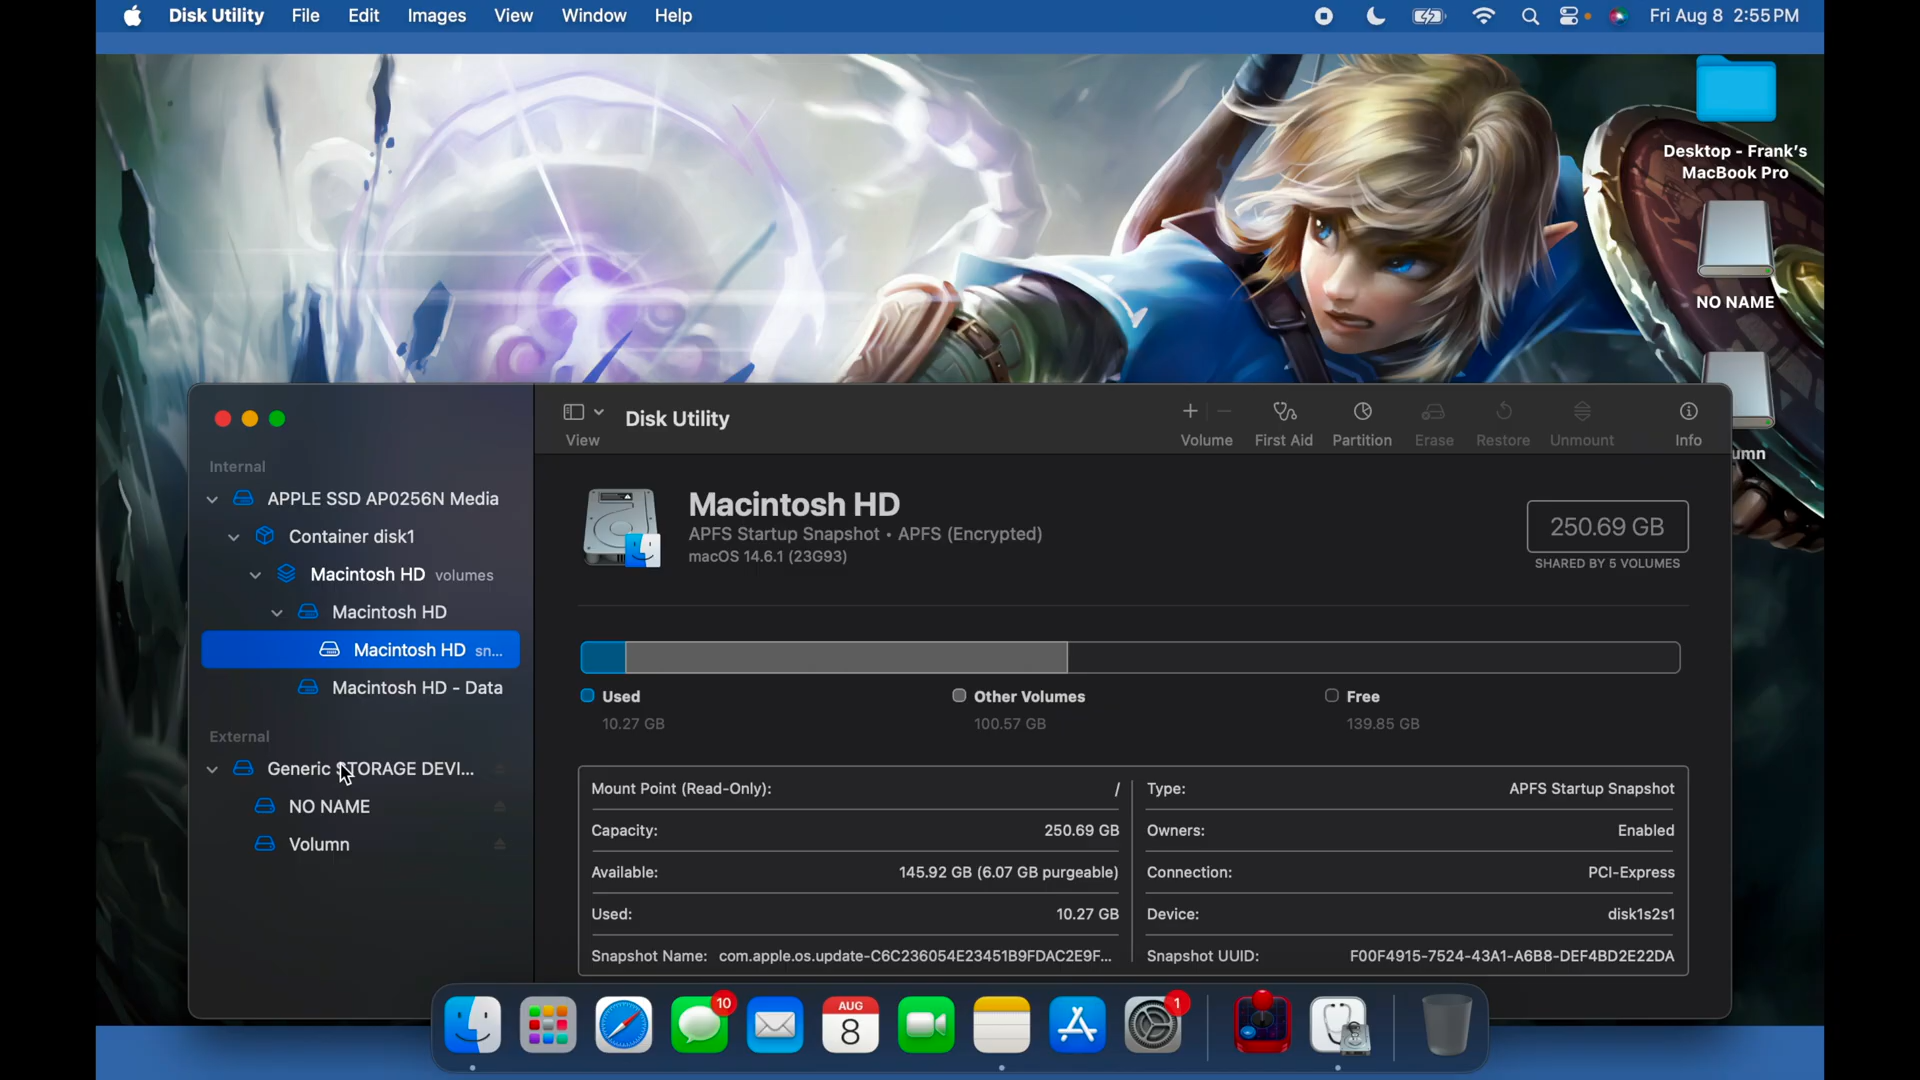 Disk Utility File Edit Images View Window Help Fri Aug 8 2:55 PM
Desktop - Frank's
MacBook Pro
NO NAME
umn
Disk Utility
View
Volume First Aid Partition Erase Restore Unmount Info
Internal
APPLE SSD AP0256N Media
Container disk1
Macintosh HD volumes
Macintosh HD
Macintosh HD sn...
Macintosh HD - Data
External
Generic STORAGE DEVI...
NO NAME
Volumn
Macintosh HD
APFS Startup Snapshot • APFS (Encrypted)
macOS 14.6.1 (23G93)
250.69 GB
SHARED BY 5 VOLUMES
Used
10.27 GB
Other Volumes
100.57 GB
Free
139.85 GB
Mount Point (Read-Only): /
Type: APFS Startup Snapshot
Capacity: 250.69 GB
Owners: Enabled
Available: 145.92 GB (6.07 GB purgeable)
Connection: PCI-Express
Used: 10.27 GB
Device: disk1s2s1
Snapshot Name: com.apple.os.update-C6C236054E23451B9FDAC2E9F...
Snapshot UUID: F00F4915-7524-43A1-A6B8-DEF4BD2E22DA
10
AUG
8
1